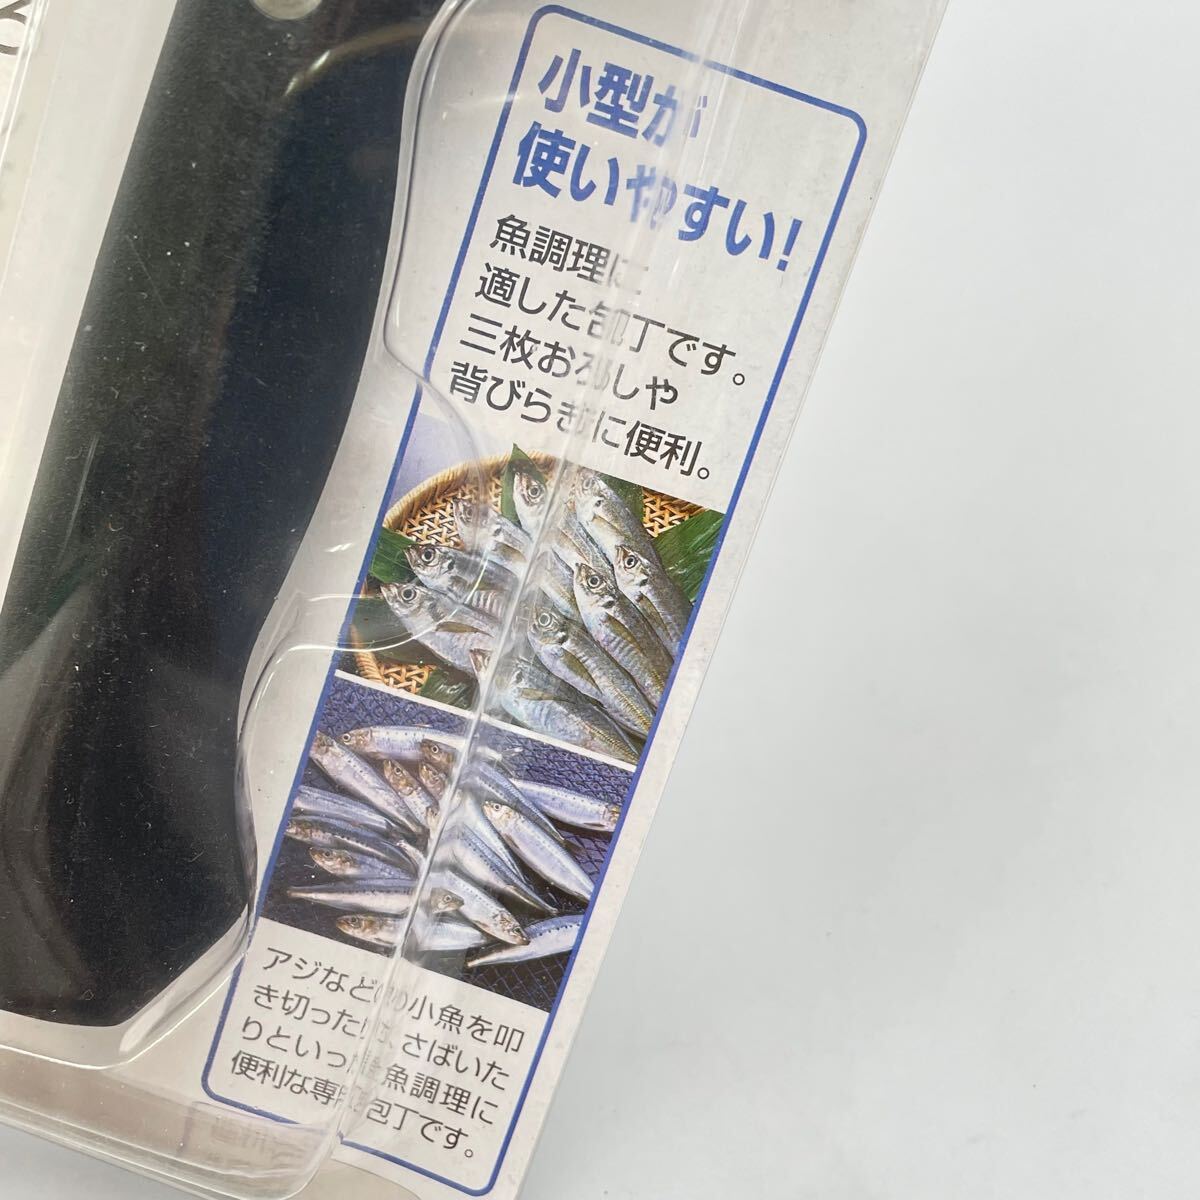 小型が
使いやすい!
魚調理に
適した包丁です。
三枚おろしや
背びらきに便利。
アジなどの小魚を叩
き切ったり、さばいた
りといった魚調理に
便利な専用包丁です。